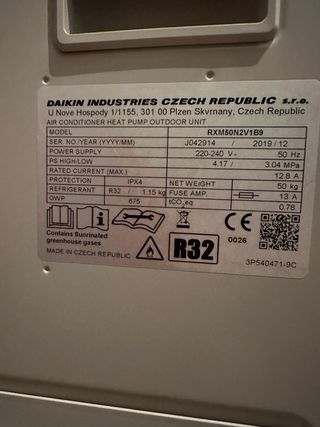 DAIKIN INDUSTRIES CZECH REPUBLIC s.r.o.
U Nove Hospody 1/1155, 301 00 Plzen Skvrnany, Czech Republic
AIR CONDITIONER HEAT PUMP OUTDOOR UNIT
MODEL RXM50N2V1B9
SER. NO./YEAR (YYYY/MM) J042914 / 2019 / 12
POWER SUPPLY 220-240 V~ 50 Hz
PS HIGH/LOW 4.17 / 3.04 MPa
RATED CURRENT (MAX.) 12.8 A
PROTECTION IPX4 NET WEIGHT 50 kg
REFRIGERANT R32 / 1.15 kg FUSE AMP. 13 A
GWP 675 tCO₂eq 0.78
Contains fluorinated
greenhouse gases
R32
CE
0026
MADE IN CZECH REPUBLIC
3P540471-9C